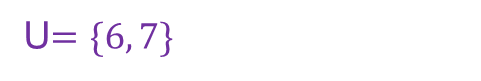 U= {6, 7}